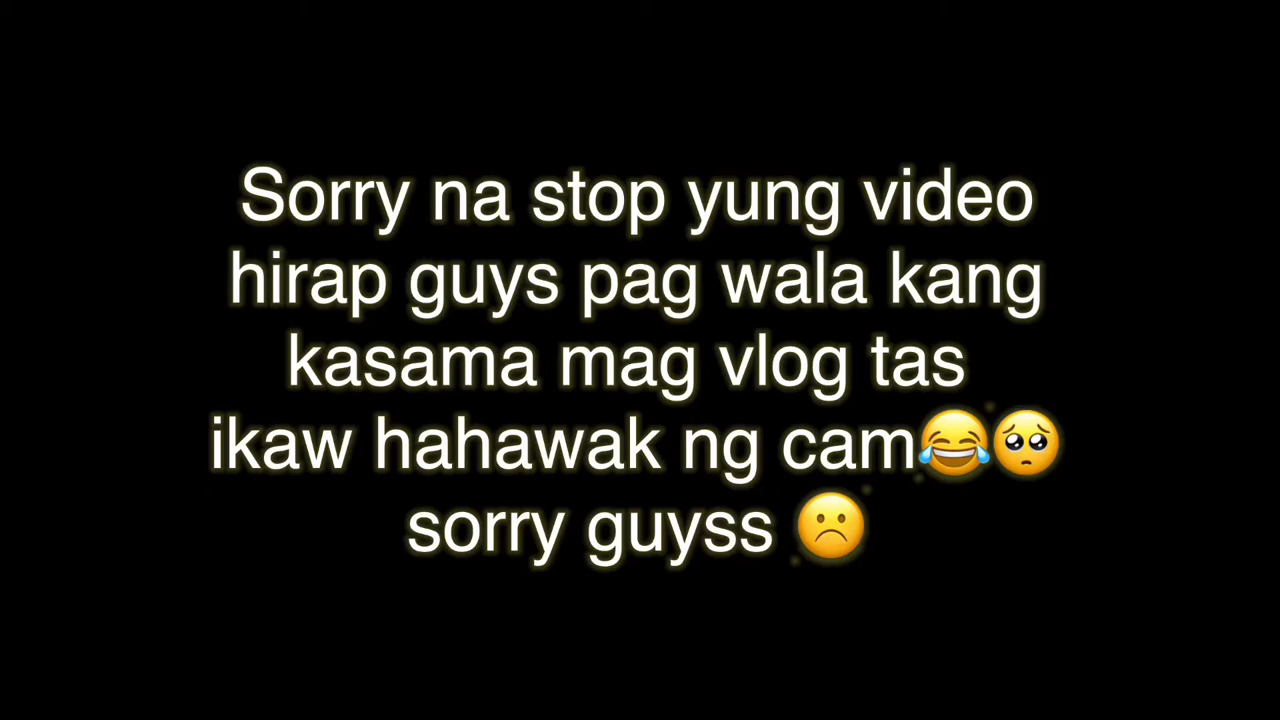 Sorry na stop yung video
hirap guys pag wala kang
kasama mag vlog tas
ikaw hahawak ng cam😂🥺
sorry guyss ☹️